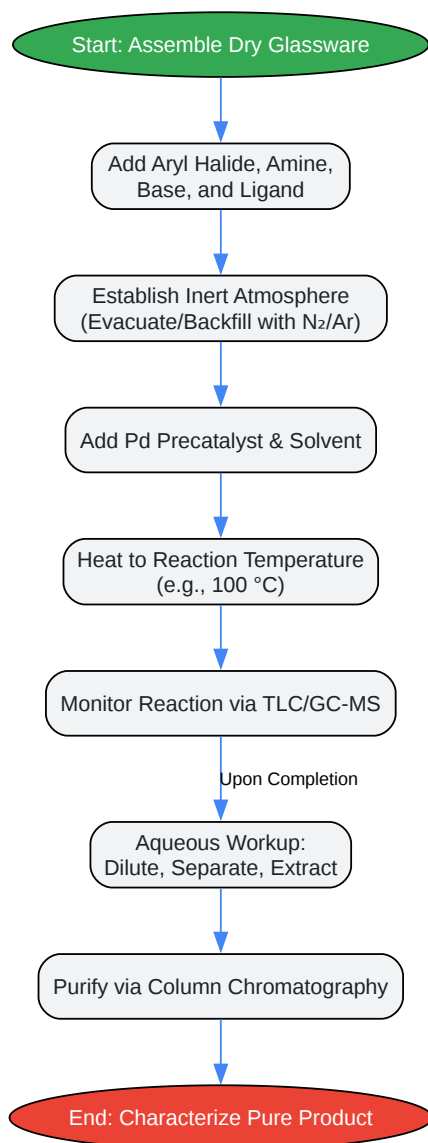 Start: Assemble Dry Glassware
Add Aryl Halide, Amine,
Base, and Ligand
Establish Inert Atmosphere
(Evacuate/Backfill with N₂/Ar)
Add Pd Precatalyst & Solvent
Heat to Reaction Temperature
(e.g., 100 °C)
Monitor Reaction via TLC/GC-MS
Upon Completion
Aqueous Workup:
Dilute, Separate, Extract
Purify via Column Chromatography
End: Characterize Pure Product